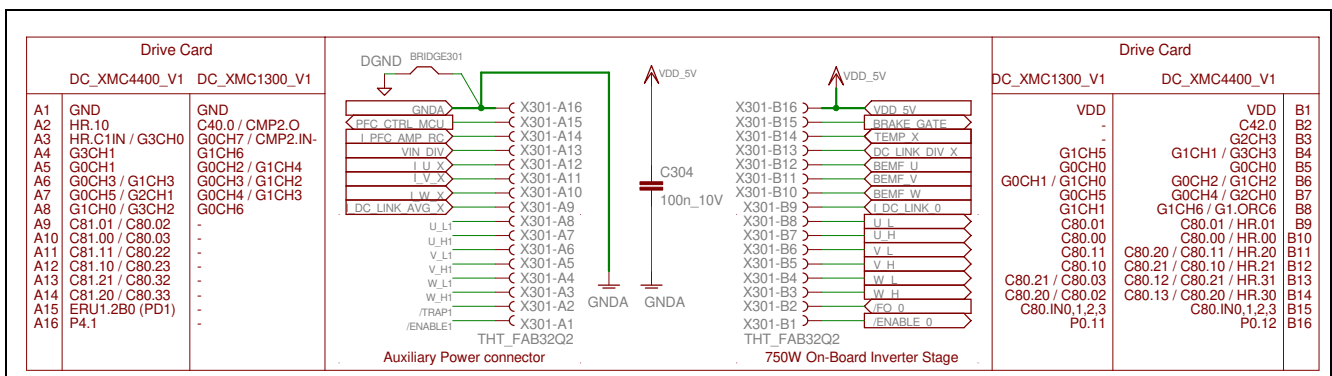 Drive Card
DC_XMC4400_V1 DC_XMC1300_V1
A1 GND GND
A2 HR.10 C40.0 / CMP2.O
A3 HR.C1IN / G3CH0 G0CH7 / CMP2.IN-
A4 G3CH1 G1CH6
A5 G0CH1 G0CH2 / G1CH4
A6 G0CH3 / G1CH3 G0CH3 / G1CH2
A7 G0CH5 / G2CH1 G0CH4 / G1CH3
A8 G1CH0 / G3CH2 G0CH6
A9 C81.01 / C80.02 -
A10 C81.00 / C80.03 -
A11 C81.11 / C80.22 -
A12 C81.10 / C80.23 -
A13 C81.21 / C80.32 -
A14 C81.20 / C80.33 -
A15 ERU1.2B0 (PD1) -
A16 P4.1 -
DGND BRIDGE301
GNDA X301-A16
PFC_CTRL_MCU X301-A15
I_PFC_AMP_RC X301-A14
VIN_DIV X301-A13
I_U_X X301-A12
I_V_X X301-A11
I_W_X X301-A10
I_DC_LINK_AVG_X X301-A9
U_L1 X301-A8
U_H1 X301-A7
V_L1 X301-A6
V_H1 X301-A5
W_L1 X301-A4
W_H1 X301-A3
/TRAP1 X301-A2
/ENABLE1 X301-A1
THT_FAB32Q2
Auxiliary Power connector
GNDA
VDD_5V
C304
100n_10V
GNDA
VDD_5V
X301-B16 VDD_5V
X301-B15 BRAKE_GATE
X301-B14 TEMP_X
X301-B13 DC_LINK_DIV_X
X301-B12 BEMF_U
X301-B11 BEMF_V
X301-B10 BEMF_W
X301-B9 I_DC_LINK_0
X301-B8 U_L
X301-B7 U_H
X301-B6 V_L
X301-B5 V_H
X301-B4 W_L
X301-B3 W_H
X301-B2 /FO_0
X301-B1 /ENABLE_0
THT_FAB32Q2
750W On-Board Inverter Stage
Drive Card
DC_XMC1300_V1 DC_XMC4400_V1
VDD VDD B1
- C42.0 B2
- G2CH3 B3
G1CH5 G1CH1 / G3CH3 B4
G0CH0 G0CH0 B5
G0CH1 / G1CH0 G0CH2 / G1CH2 B6
G0CH5 G0CH4 / G2CH0 B7
G1CH1 G1CH6 / G1.ORC6 B8
C80.01 C80.01 / HR.01 B9
C80.00 C80.00 / HR.00 B10
C80.11 C80.20 / C80.11 / HR.20 B11
C80.10 C80.21 / C80.10 / HR.21 B12
C80.21 / C80.03 C80.12 / C80.21 / HR.31 B13
C80.20 / C80.02 C80.13 / C80.20 / HR.30 B14
C80.IN0,1,2,3 C80.IN0,1,2,3 B15
P0.11 P0.12 B16